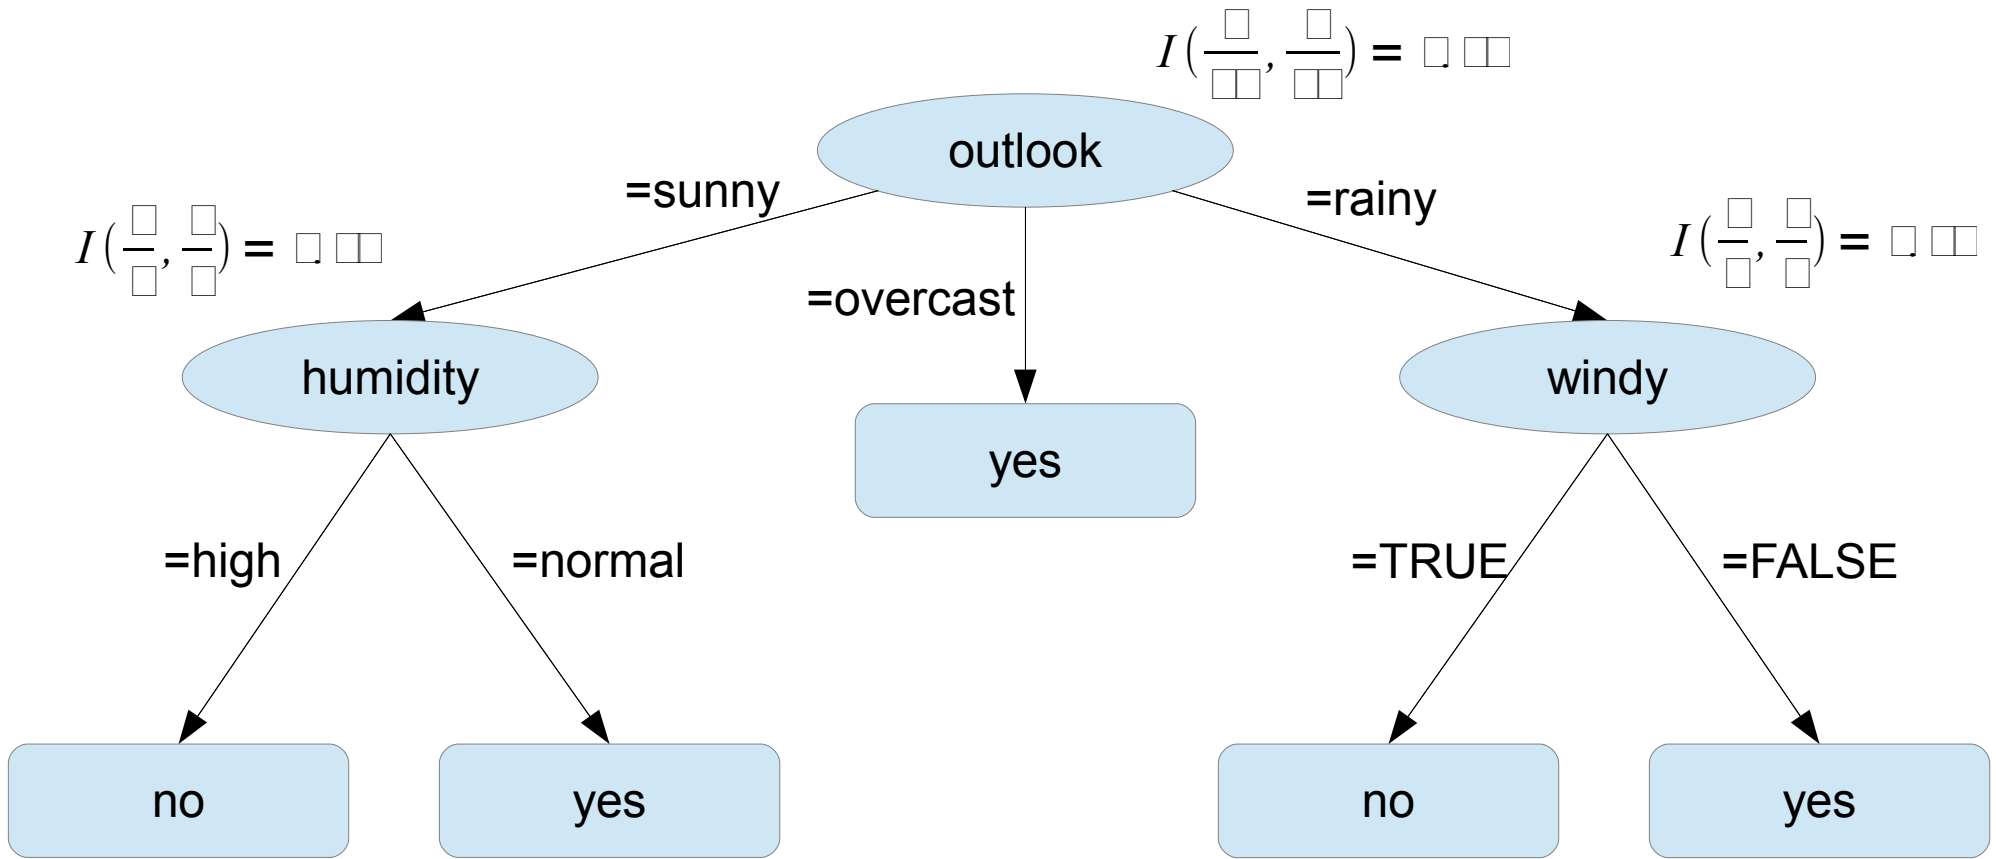 I(□/□□, □/□□) = □.□□
outlook
=sunny
=rainy
I(□/□, □/□) = □.□□
I(□/□, □/□) = □.□□
=overcast
humidity
windy
yes
=high
=normal
=TRUE
=FALSE
no
yes
no
yes